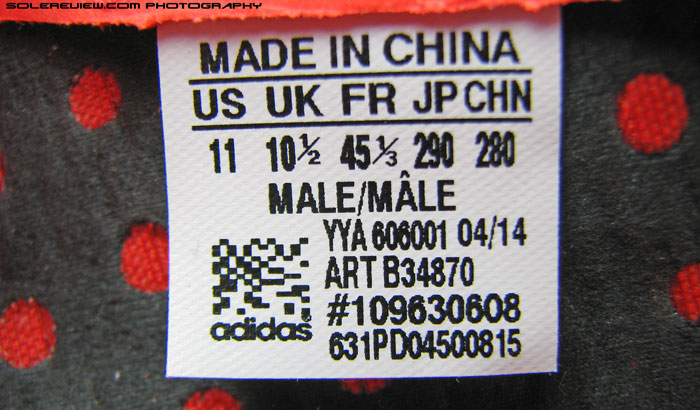 SOLEREVIEW.COM PHOTOGRAPHY
MADE IN CHINA
US UK FR JP CHN
11 10½ 45⅓ 290 280
MALE/MÂLE
YYA 606001 04/14
ART B34870
#109630608
adidas
631PD04500815